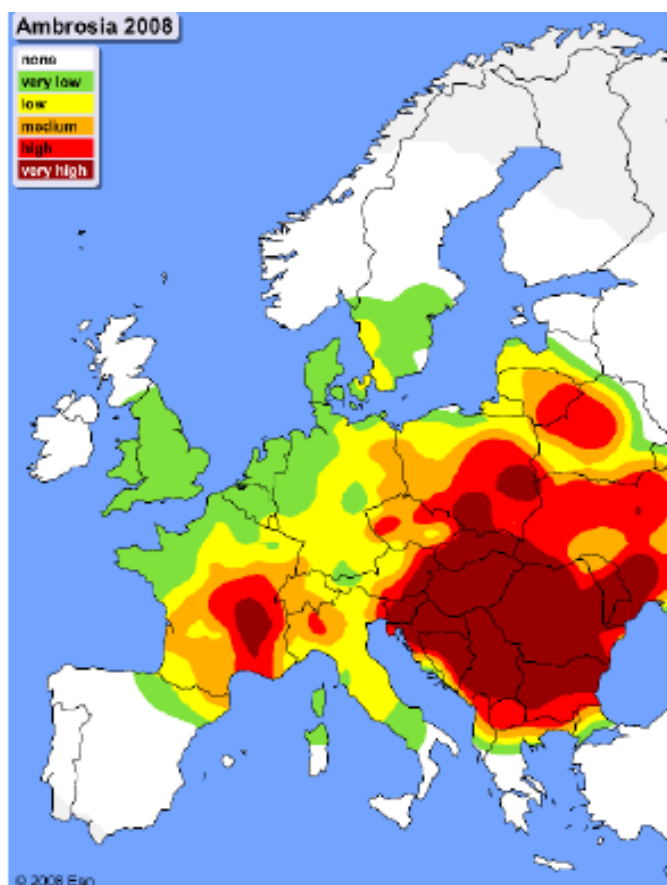 Ambrosia 2008
none
very low
low
medium
high
very high
© 2008 Ean